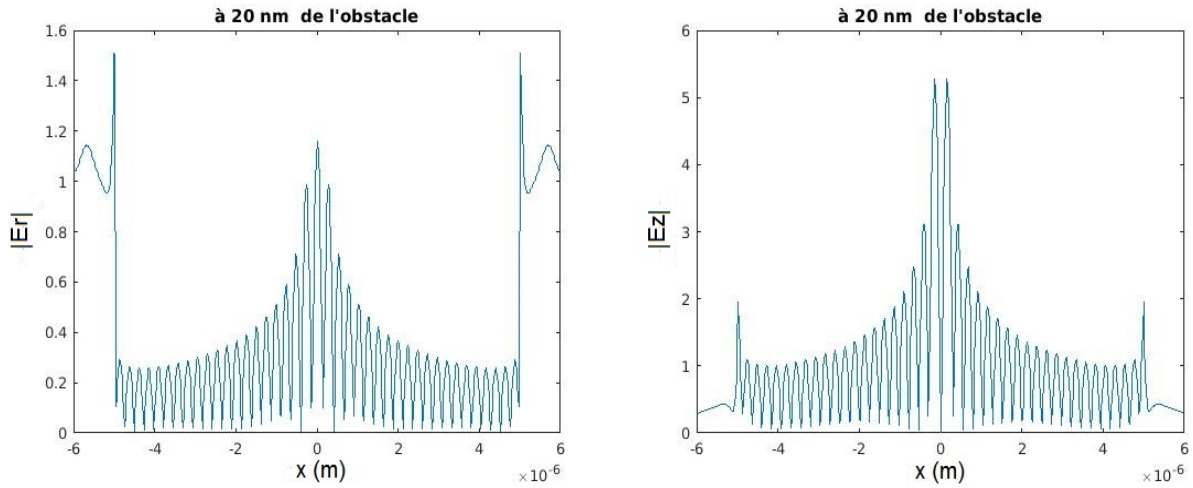 à 20 nm  de l'obstacle
1.6
1.4
1.2
1
0.8
0.6
0.4
0.2
0
|Er|
-6 -4 -2 0 2 4 6
x (m)
×10⁻⁶
à 20 nm  de l'obstacle
6
5
4
3
2
1
0
|Ez|
-6 -4 -2 0 2 4 6
x (m)
×10⁻⁶